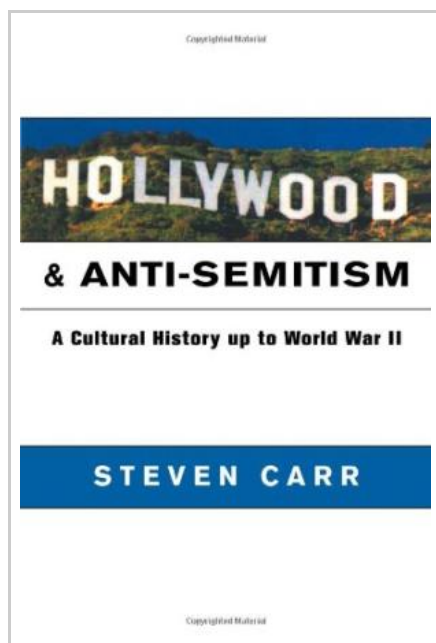 Copyrighted Material
HOLLYWOOD
& ANTI-SEMITISM
A Cultural History up to World War II
STEVEN CARR
Copyrighted Material